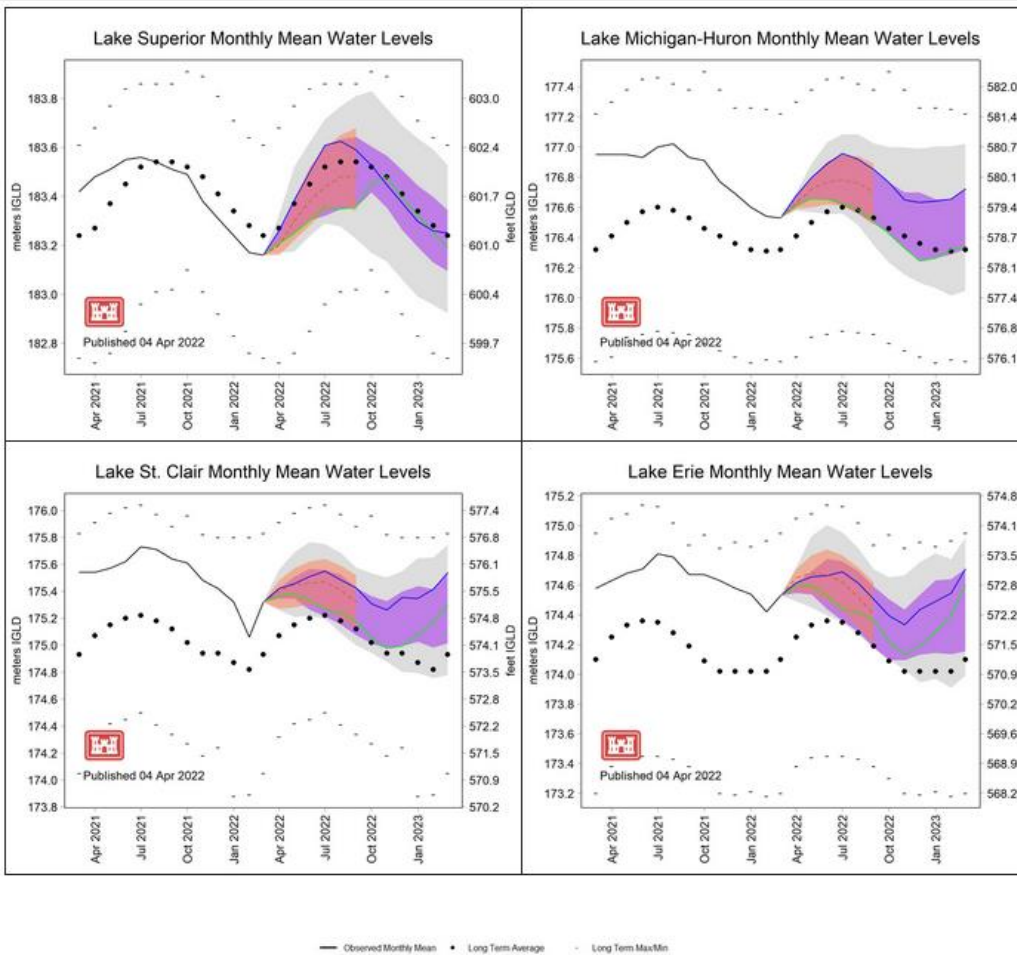 Lake Superior Monthly Mean Water Levels
183.8
183.6
183.4
183.2
183.0
182.8
meters IGLD
603.0
602.4
601.7
601.0
600.4
599.7
feet IGLD
Published 04 Apr 2022
Apr 2021
Jul 2021
Oct 2021
Jan 2022
Apr 2022
Jul 2022
Oct 2022
Jan 2023
Lake Michigan-Huron Monthly Mean Water Levels
177.4
177.2
177.0
176.8
176.6
176.4
176.2
176.0
175.8
175.6
meters IGLD
582.0
581.4
580.7
580.1
579.4
578.7
578.1
577.4
576.8
576.1
Published 04 Apr 2022
Apr 2021
Jul 2021
Oct 2021
Jan 2022
Apr 2022
Jul 2022
Oct 2022
Jan 2023
Lake St. Clair Monthly Mean Water Levels
176.0
175.8
175.6
175.4
175.2
175.0
174.8
174.6
174.4
174.2
174.0
173.8
meters IGLD
577.4
576.8
576.1
575.5
574.8
574.1
573.5
572.8
572.2
571.5
570.9
570.2
feet IGLD
Published 04 Apr 2022
Apr 2021
Jul 2021
Oct 2021
Jan 2022
Apr 2022
Jul 2022
Oct 2022
Jan 2023
Lake Erie Monthly Mean Water Levels
175.2
175.0
174.8
174.6
174.4
174.2
174.0
173.8
173.6
173.4
173.2
meters IGLD
574.8
574.1
573.5
572.8
572.2
571.5
570.9
570.2
569.6
568.9
568.2
Published 04 Apr 2022
Apr 2021
Jul 2021
Oct 2021
Jan 2022
Apr 2022
Jul 2022
Oct 2022
Jan 2023
Observed Monthly Mean Long Term Average Long Term Max/Min